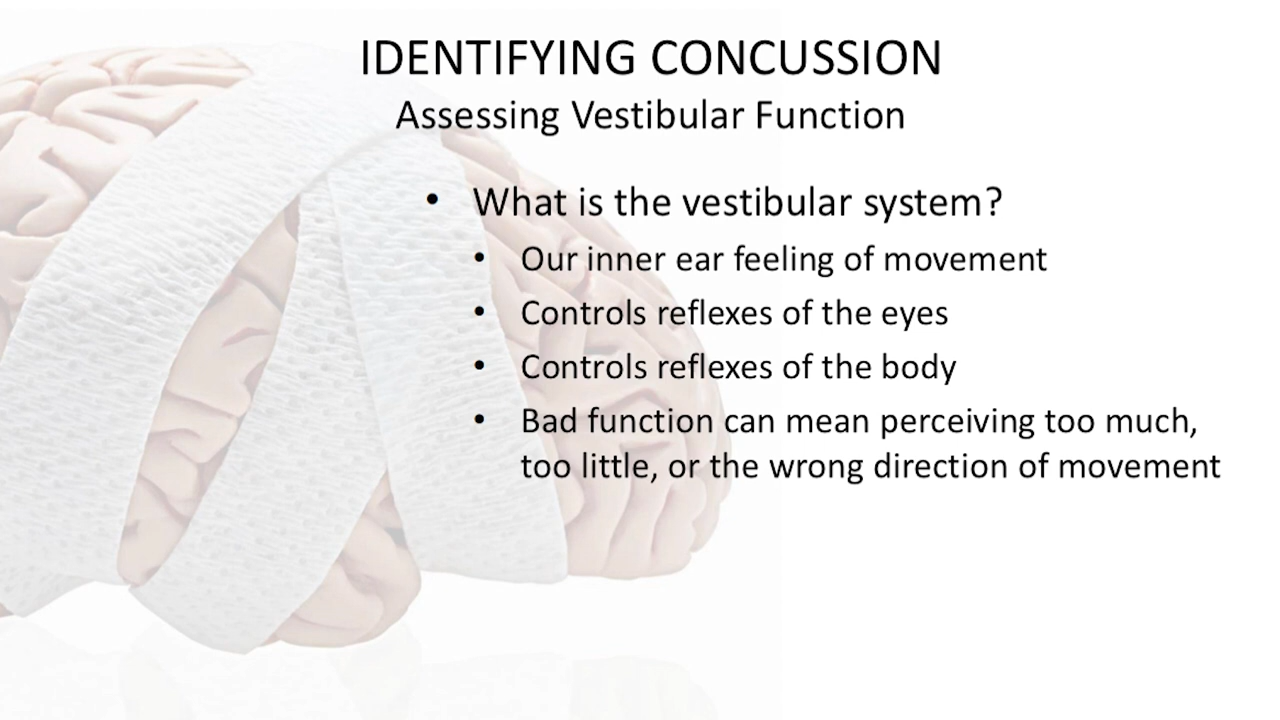 IDENTIFYING CONCUSSION
Assessing Vestibular Function
• What is the vestibular system?
• Our inner ear feeling of movement
• Controls reflexes of the eyes
• Controls reflexes of the body
• Bad function can mean perceiving too much,
too little, or the wrong direction of movement